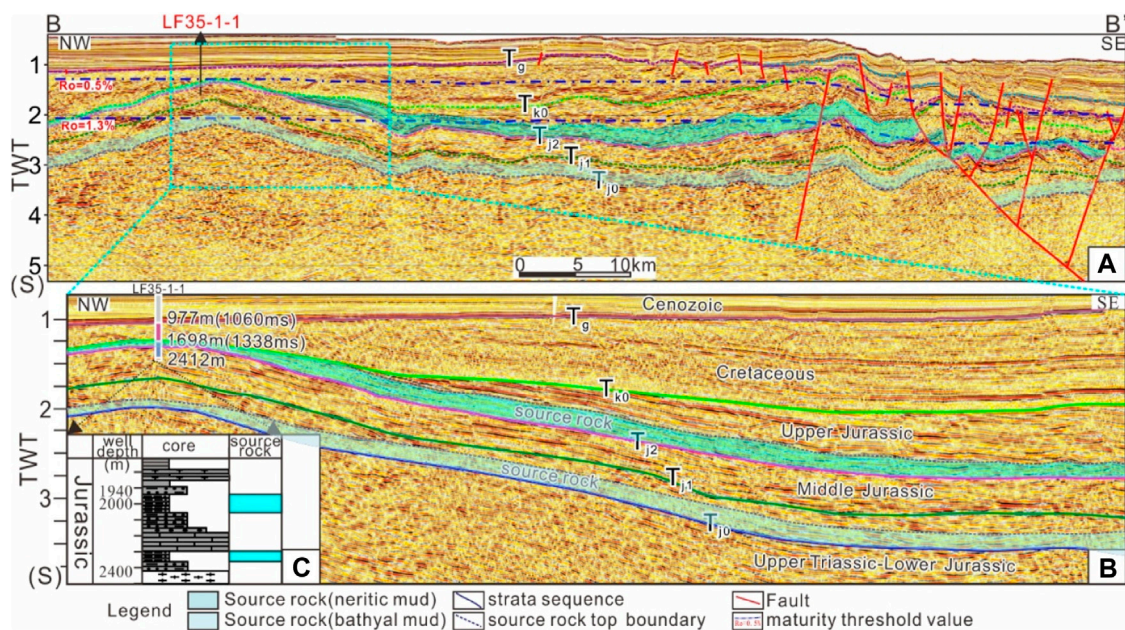 B LF35-1-1 B'
NW SE
Tg
1
Ro=0.5%
2 Tk0
Ro=1.3%
Tj2
TWT
3 Tj1
Tj0
4
5
(S)
0 5 10km
A
LF35-1-1
NW Cenozoic SE
1 977m(1060ms) Tg
1698m(1338ms)
2412m Cretaceous
Tk0
2 source rock Upper Jurassic
Tj2
TWT
source rock Tj1 Middle Jurassic
3 Tj0
Upper Triassic-Lower Jurassic
(S)
B
well depth (m) core source rock
Jurassic
1940
2000
2400
C
Legend
Source rock(neritic mud) strata sequence Fault
Source rock(bathyal mud) source rock top boundary Ro=0.5% maturity threshold value